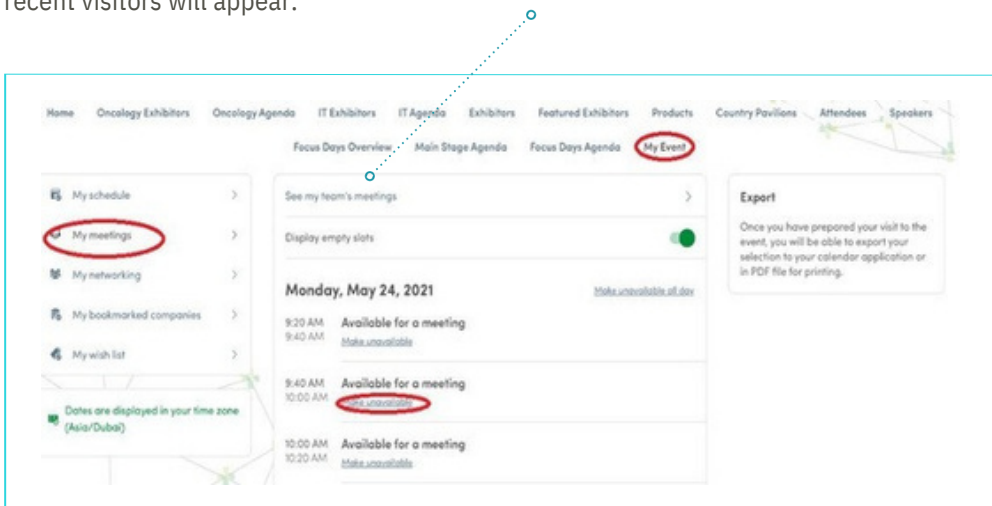 recent visitors will appear.
Home Oncology Exhibitors Oncology Agenda IT Exhibitors IT Agenda Exhibitors Featured Exhibitors Products Country Pavilions Attendees Speakers
Focus Days Overview Main Stage Agenda Focus Days Agenda My Event
My schedule
My meetings
My networking
My bookmarked companies
My wish list
Dates are displayed in your time zone
(Asia/Dubai)
See my team's meetings
Display empty slots
Monday, May 24, 2021 Make unavailable all day
9:20 AM Available for a meeting
9:40 AM Make unavailable
9:40 AM Available for a meeting
10:00 AM Make unavailable
10:00 AM Available for a meeting
10:20 AM Make unavailable
Export
Once you have prepared your visit to the
event, you will be able to export your
selection to your calendar application or
in PDF file for printing.